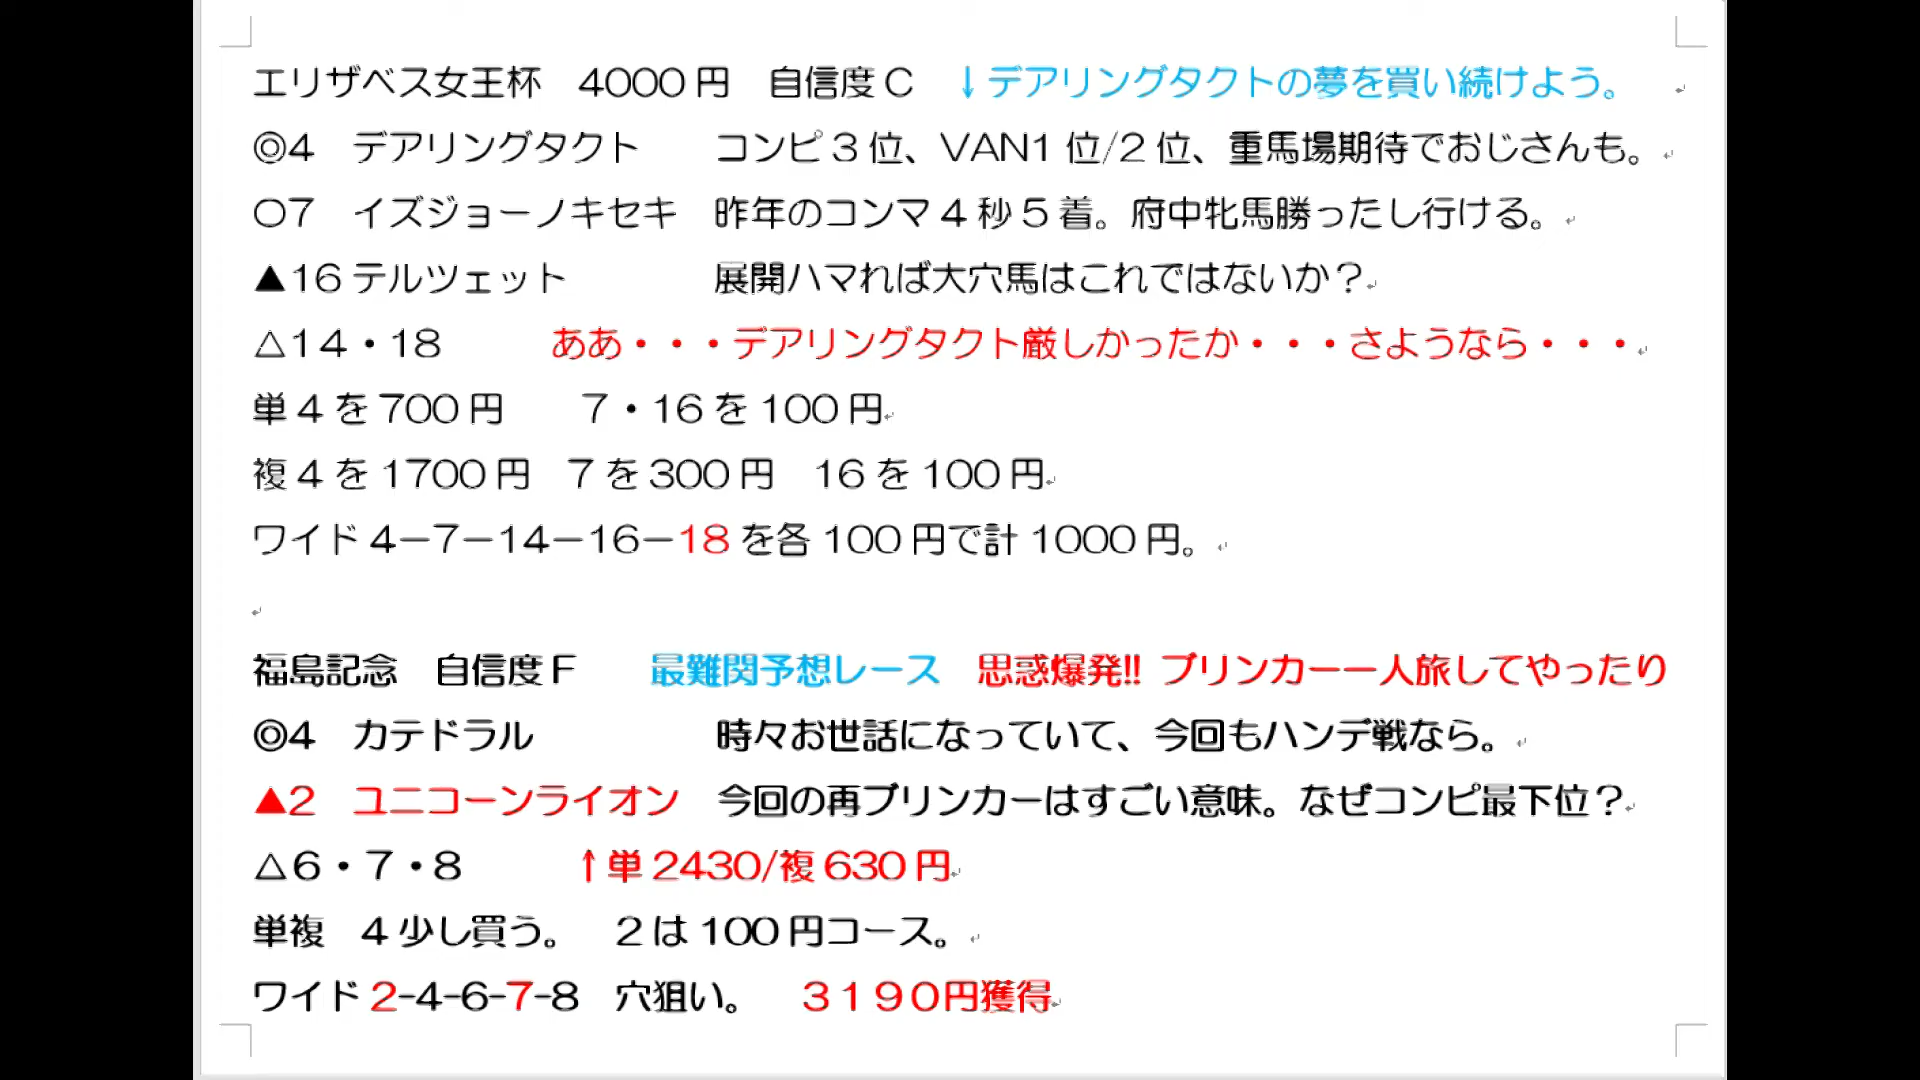 エリザベス女王杯　4000円　自信度C　↓デアリングタクトの夢を買い続けよう。
◎4　デアリングタクト　　コンピ3位、VAN1位/2位、重馬場期待でおじさんも。
○7　イズジョーノキセキ　昨年のコンマ4秒5着。府中牝馬勝ったし行ける。
▲16テルツェット　　　　展開ハマれば大穴馬はこれではないか？
△14・18　　　ああ・・・デアリングタクト厳しかったか・・・さようなら・・・
単4を700円　　7・16を100円
複4を1700円　7を300円　16を100円
ワイド4－7－14－16－18を各100円で計1000円。
福島記念　自信度F　　最難関予想レース　思惑爆発!! ブリンカー一人旅してやったり
◎4　カテドラル　　　　　時々お世話になっていて、今回もハンデ戦なら。
▲2　ユニコーンライオン　今回の再ブリンカーはすごい意味。なぜコンピ最下位？
△6・7・8　　　↑単2430/複630円
単複　4少し買う。　2は100円コース。
ワイド2-4-6-7-8　穴狙い。　３１９０円獲得